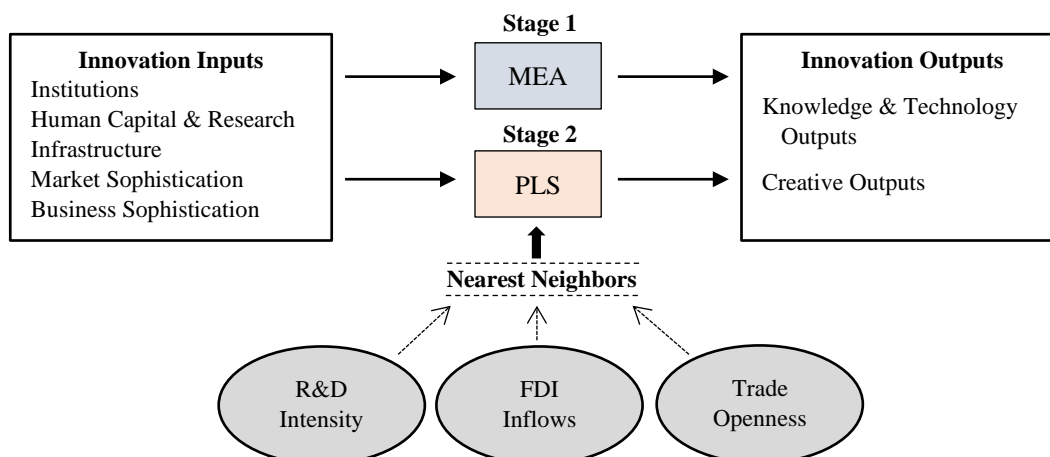 Innovation Inputs
Institutions
Human Capital & Research
Infrastructure
Market Sophistication
Business Sophistication
Stage 1
MEA
Stage 2
PLS
Innovation Outputs
Knowledge & Technology
Outputs
Creative Outputs
Nearest Neighbors
R&D
Intensity
FDI
Inflows
Trade
Openness